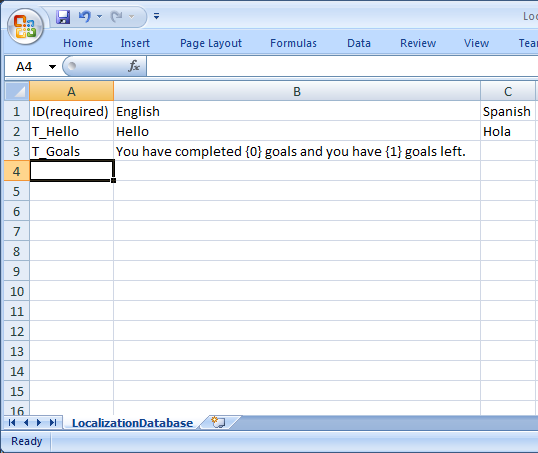 Lo
Home Insert Page Layout Formulas Data Review View Tea
A4 fx
A B C
1 ID(required) English Spanish
2 T_Hello Hello Hola
3 T_Goals You have completed {0} goals and you have {1} goals left.
4
5
6
7
8
9
10
11
12
13
14
15
16
LocalizationDatabase
Ready